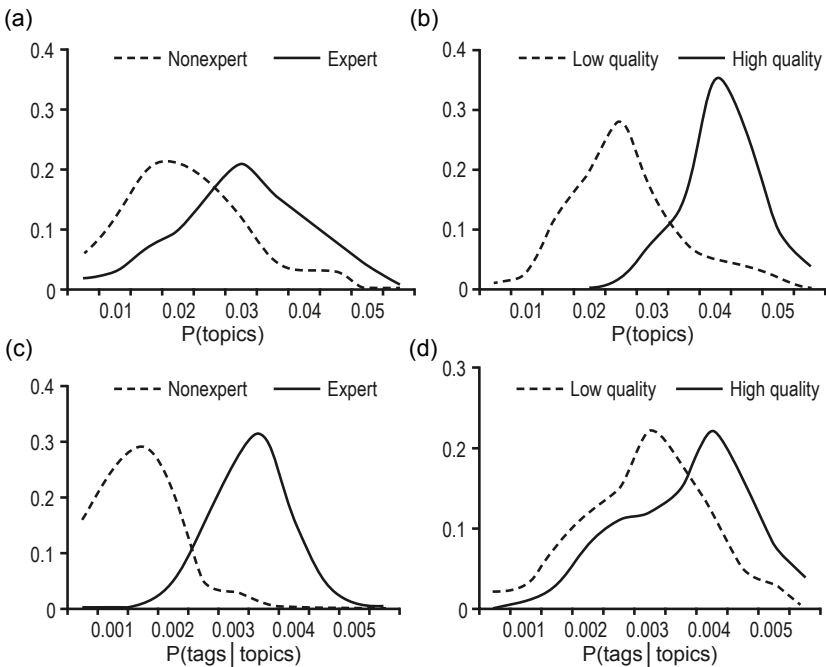 (a)
Nonexpert Expert
0.4
0.3
0.2
0.1
0
0.01 0.02 0.03 0.04 0.05
P(topics)
(b)
Low quality High quality
0.4
0.3
0.2
0.1
0
0.01 0.02 0.03 0.04 0.05
P(topics)
(c)
Nonexpert Expert
0.4
0.3
0.2
0.1
0
0.001 0.002 0.003 0.004 0.005
P(tags|topics)
(d)
0.3
Low quality High quality
0.2
0.1
0
0.001 0.002 0.003 0.004 0.005
P(tags|topics)